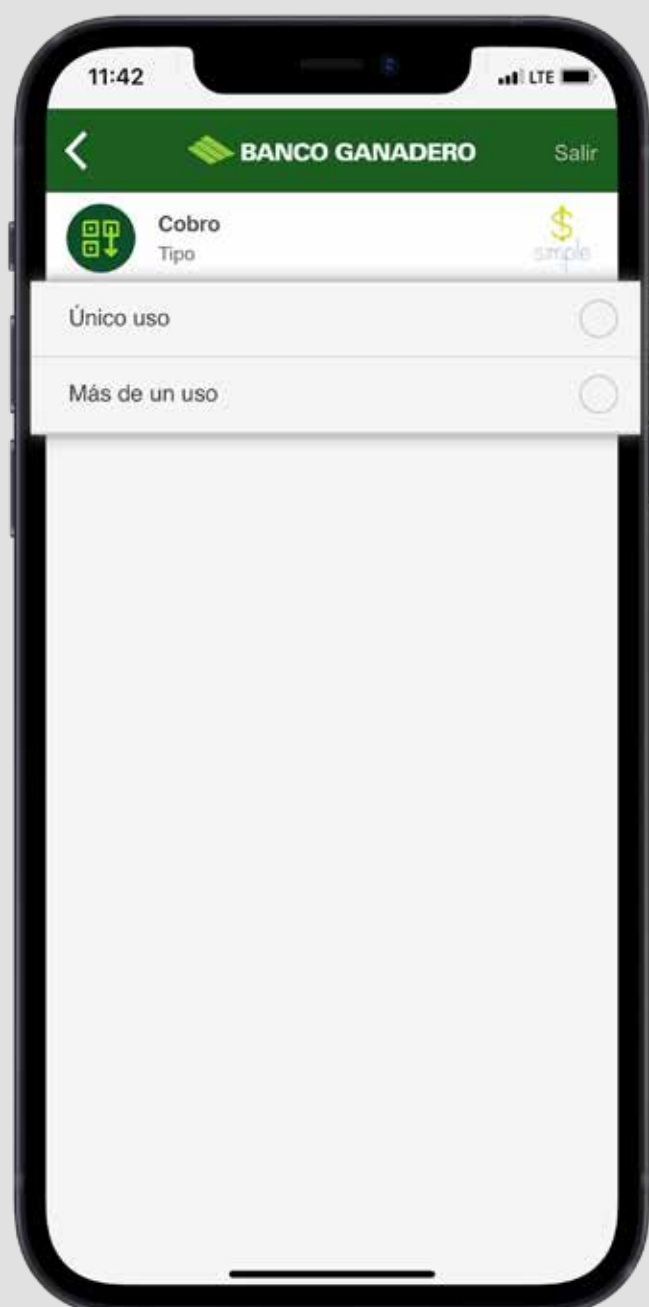 11:42
LTE
BANCO GANADERO
Salir
Cobro
Tipo
simple
Único uso
Más de un uso